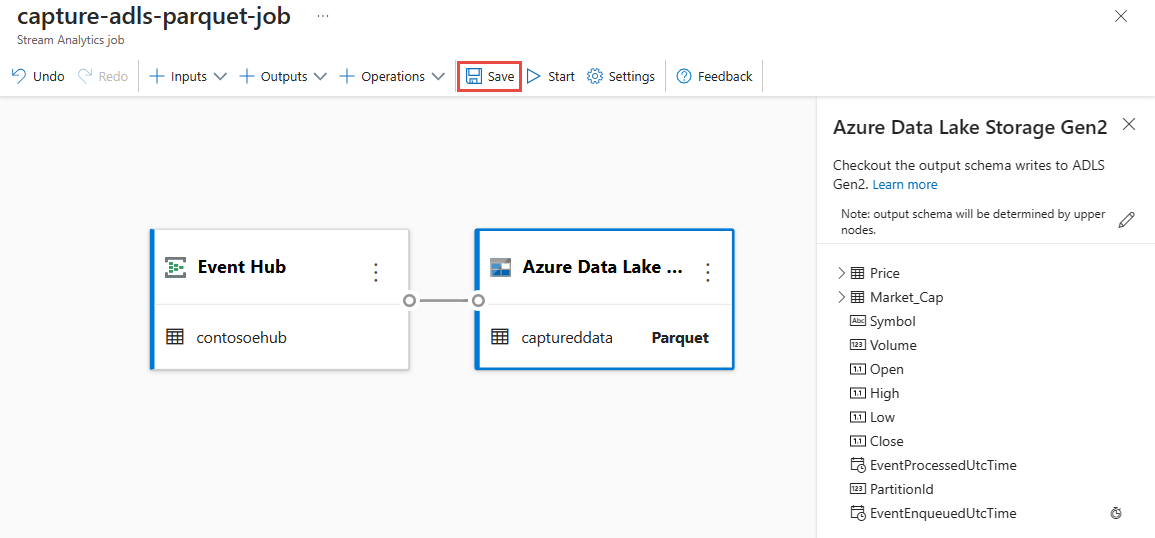 capture-adls-parquet-job ...
Stream Analytics job
Undo Redo Inputs Outputs Operations Save Start Settings Feedback
Azure Data Lake Storage Gen2
Checkout the output schema writes to ADLS
Gen2. Learn more
Note: output schema will be determined by upper
nodes.
Event Hub
contosoehub
Azure Data Lake ...
captureddata Parquet
Price
Market_Cap
Abc Symbol
123 Volume
1.1 Open
1.1 High
1.1 Low
1.1 Close
EventProcessedUtcTime
123 PartitionId
EventEnqueuedUtcTime